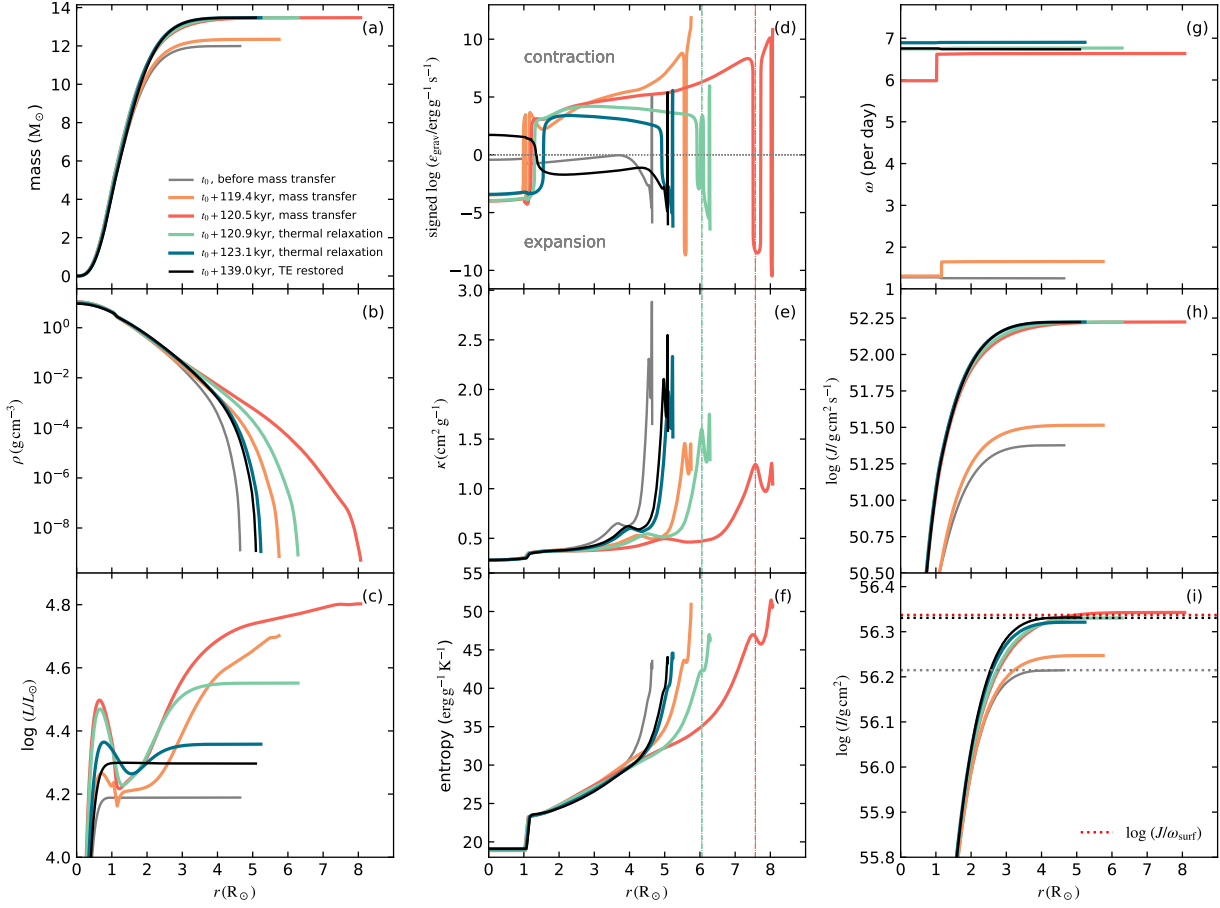 (a)
mass (M⊙)
14
12
10
8
6
4
2
0
t₀ , before mass transfer
t₀ + 119.4 kyr, mass transfer
t₀ + 120.5 kyr, mass transfer
t₀ + 120.9 kyr, thermal relaxation
t₀ + 123.1 kyr, thermal relaxation
t₀ + 139.0 kyr, TE restored
(b)
ρ (g cm⁻³)
10⁰
10⁻²
10⁻⁴
10⁻⁶
10⁻⁸
(c)
log (L/L⊙)
4.8
4.6
4.4
4.2
4.0
0 1 2 3 4 5 6 7 8 9
r (R⊙)
(d)
signed log (ε_grav/erg g⁻¹ s⁻¹)
10
5
0
−5
−10
contraction
expansion
(e)
κ (cm² g⁻¹)
3.0
2.5
2.0
1.5
1.0
0.5
(f)
entropy (erg g⁻¹ K⁻¹)
55
50
45
40
35
30
25
20
0 1 2 3 4 5 6 7 8
r (R⊙)
(g)
ω (per day)
8
7
6
5
4
3
2
1
(h)
log (J/ g cm² s⁻¹)
52.25
52.00
51.75
51.50
51.25
51.00
50.75
50.50
(i)
log (I/g cm²)
56.4
56.3
56.2
56.1
56.0
55.9
55.8
log (J/ω_surf)
0 1 2 3 4 5 6 7 8 9
r (R⊙)